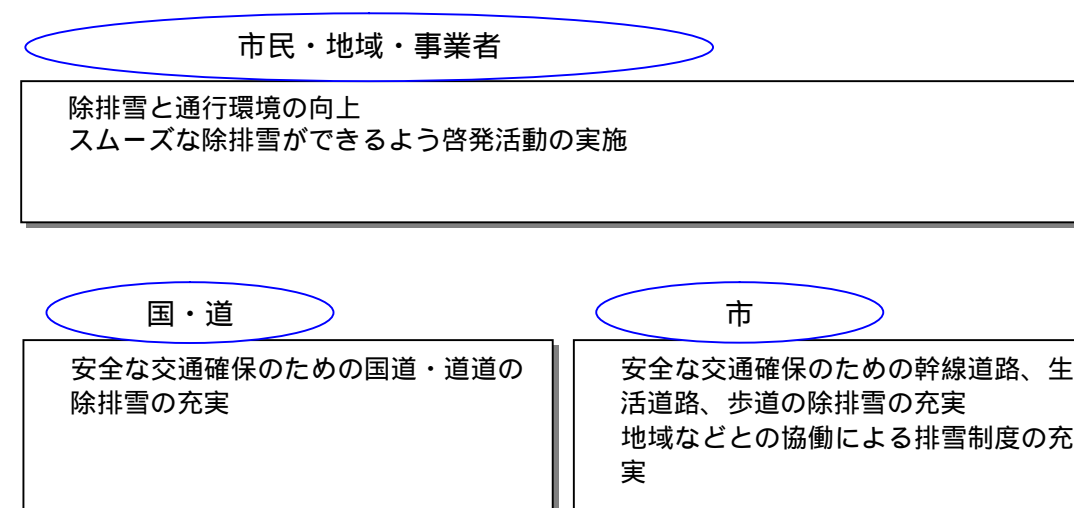 市民・地域・事業者
除排雪と通行環境の向上
スムーズな除排雪ができるよう啓発活動の実施
国・道
安全な交通確保のための国道・道道の
除排雪の充実
市
安全な交通確保のための幹線道路、生
活道路、歩道の除排雪の充実
地域などとの協働による排雪制度の充
実